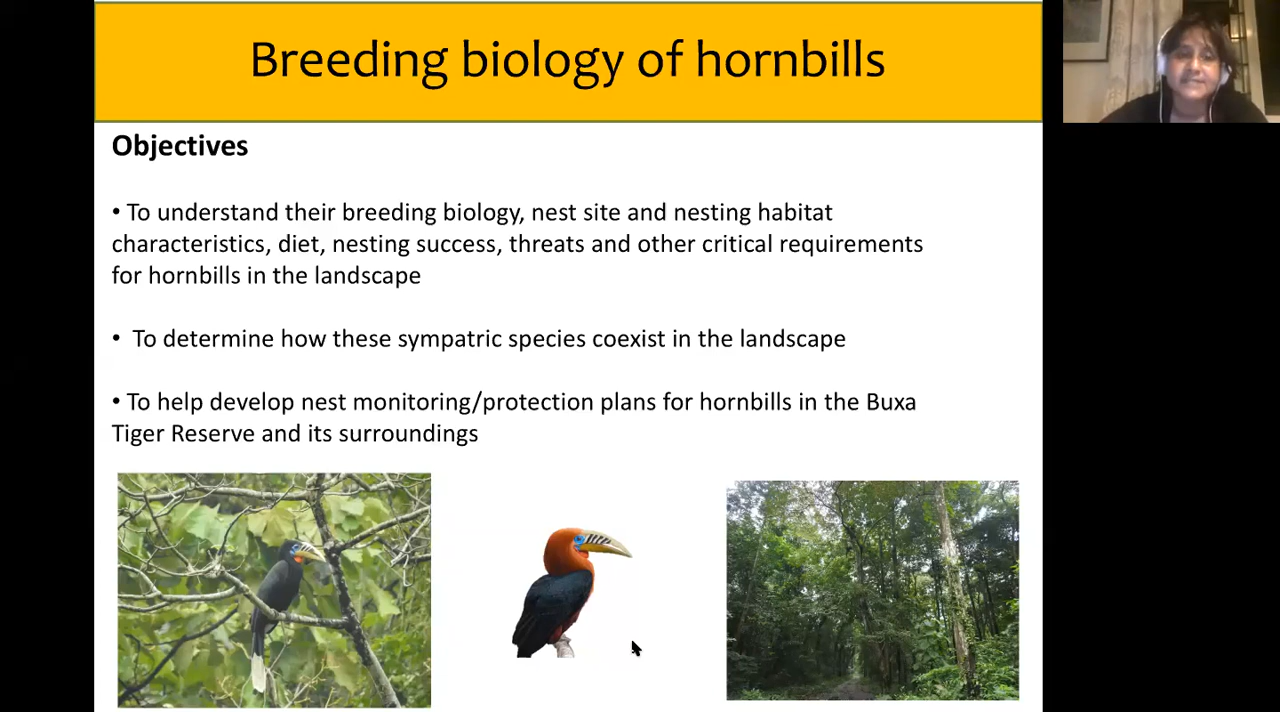 Breeding biology of hornbills
Objectives
• To understand their breeding biology, nest site and nesting habitat
characteristics, diet, nesting success, threats and other critical requirements
for hornbills in the landscape
• To determine how these sympatric species coexist in the landscape
• To help develop nest monitoring/protection plans for hornbills in the Buxa
Tiger Reserve and its surroundings